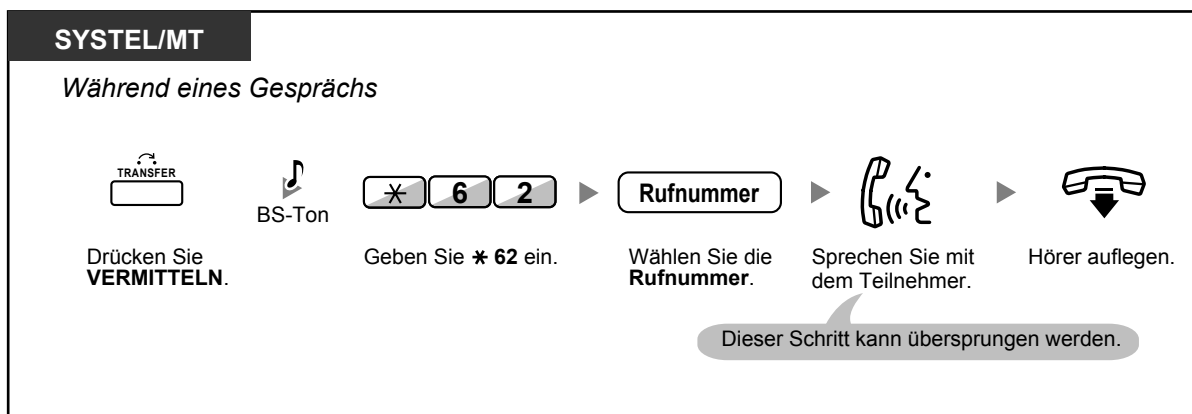 SYSTEL/MT
Während eines Gesprächs
TRANSFER
BS-Ton
* 6 2
Rufnummer
Drücken Sie
VERMITTELN.
Geben Sie * 62 ein.
Wählen Sie die
Rufnummer.
Sprechen Sie mit
dem Teilnehmer.
Hörer auflegen.
Dieser Schritt kann übersprungen werden.